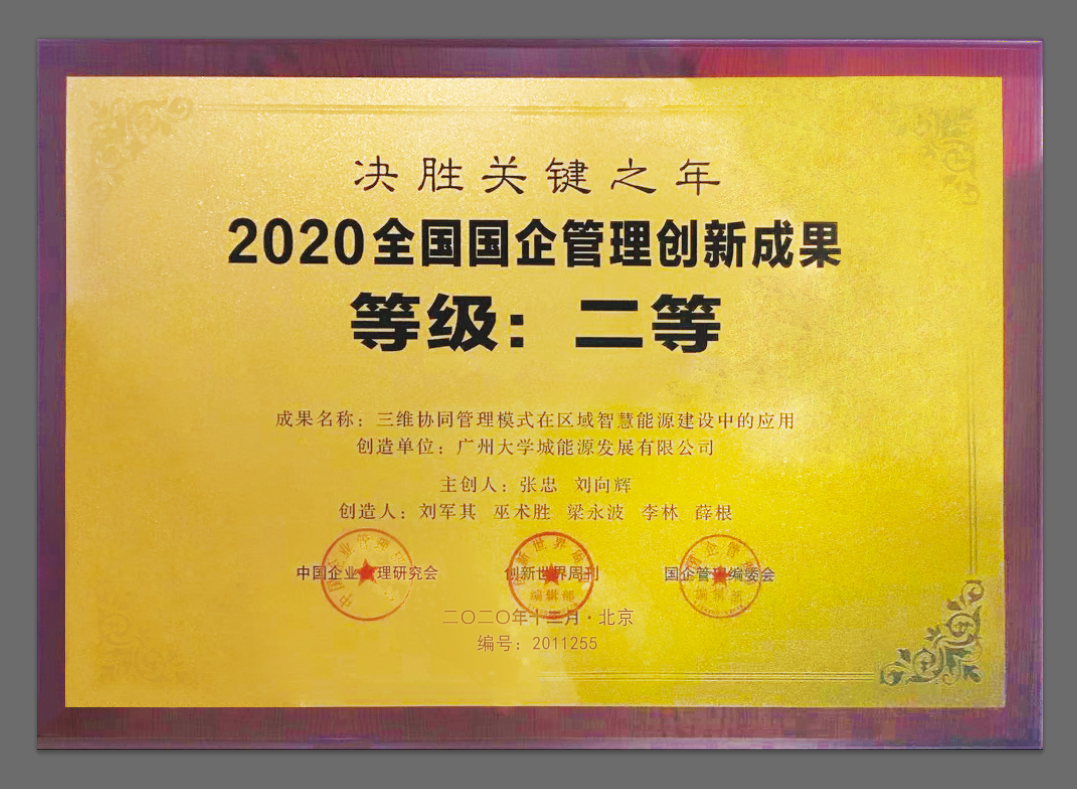 决胜关键之年
2020全国国企管理创新成果
等级：二等
成果名称：三维协同管理模式在区域智慧能源建设中的应用
创造单位：广州大学城能源发展有限公司
主创人：张忠 刘向辉
创造人：刘军其 巫术胜 梁永波 李林 薛根
中国企业管理研究会 创新世界周刊 国企管理编委会
编辑部 编辑部
二〇二〇年十二月·北京
编号：2011255